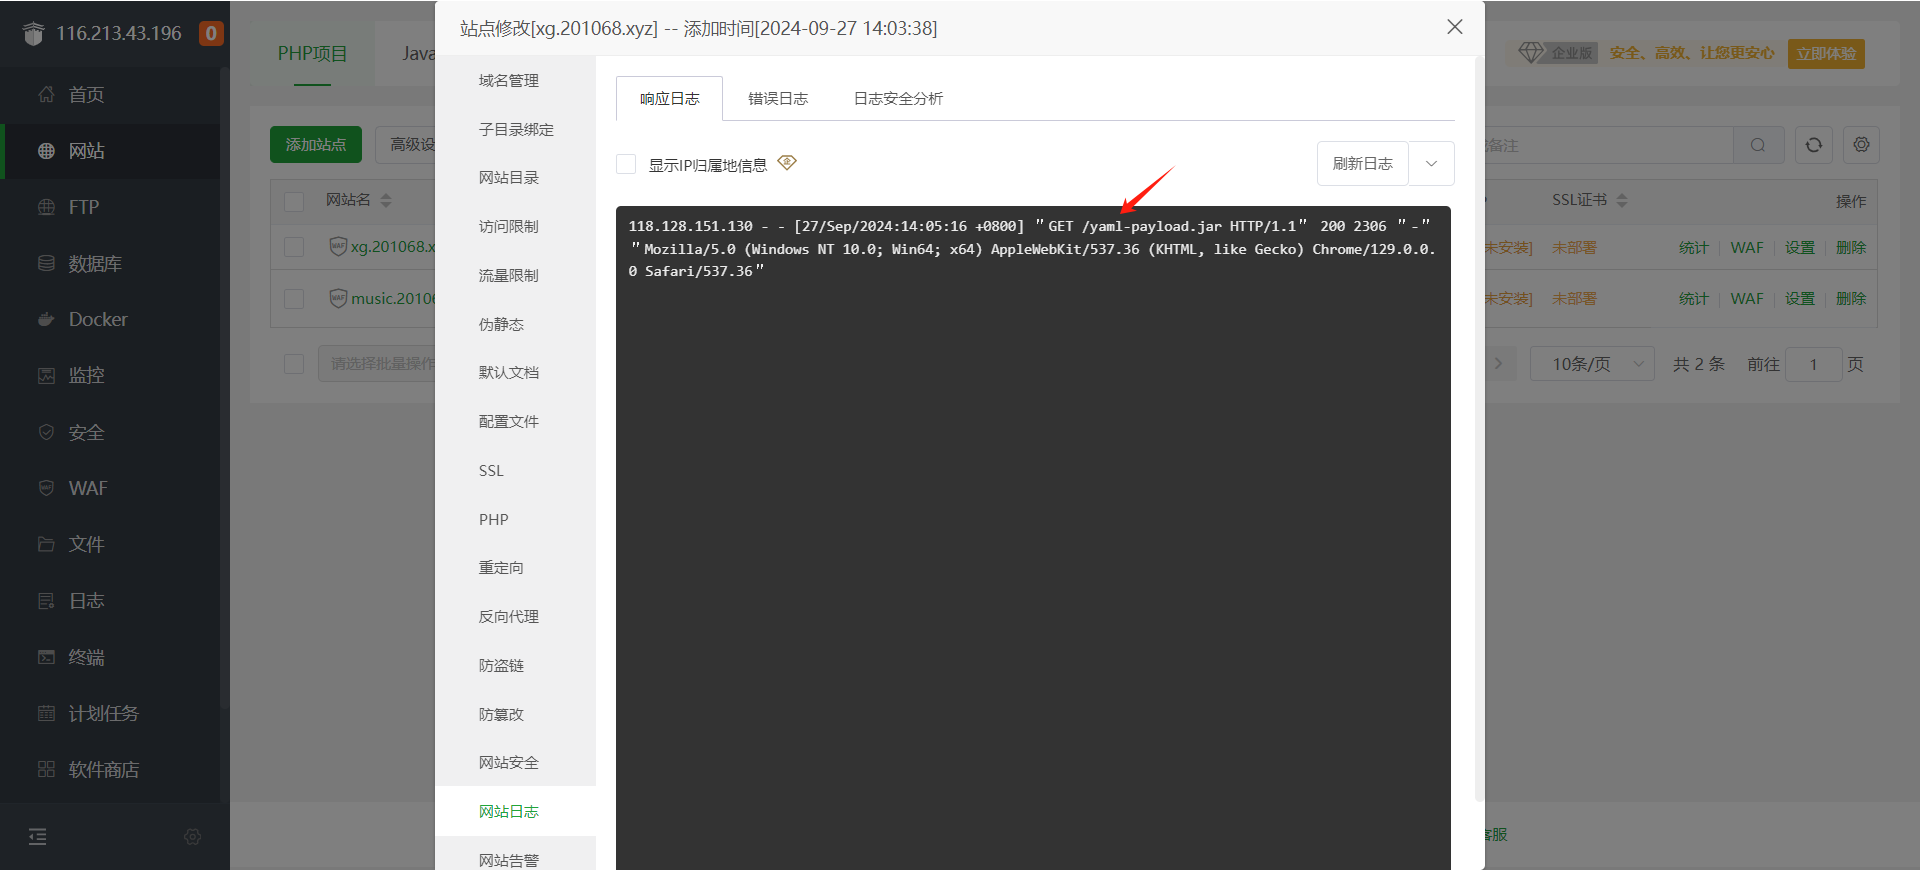 116.213.43.196 0
首页
网站
FTP
数据库
Docker
监控
安全
WAF
文件
日志
终端
计划任务
软件商店
PHP项目
Java
添加站点
高级设
网站名
xg.201068.x
music.20106
请选择批量操作
站点修改[xg.201068.xyz] -- 添加时间[2024-09-27 14:03:38]
域名管理
子目录绑定
网站目录
访问限制
流量限制
伪静态
默认文档
配置文件
SSL
PHP
重定向
反向代理
防盗链
防篡改
网站安全
网站日志
网站告警
响应日志 错误日志 日志安全分析
显示IP归属地信息
刷新日志
118.128.151.130 - - [27/Sep/2024:14:05:16 +0800] "GET /yaml-payload.jar HTTP/1.1" 200 2306 "-"
"Mozilla/5.0 (Windows NT 10.0; Win64; x64) AppleWebKit/537.36 (KHTML, like Gecko) Chrome/129.0.0.
0 Safari/537.36"
企业版 安全、高效、让您更安心 立即体验
备注
SSL证书 操作
未安装] 未部署 统计 WAF 设置 删除
未安装] 未部署 统计 WAF 设置 删除
10条/页 共 2 条 前往 1 页
客服